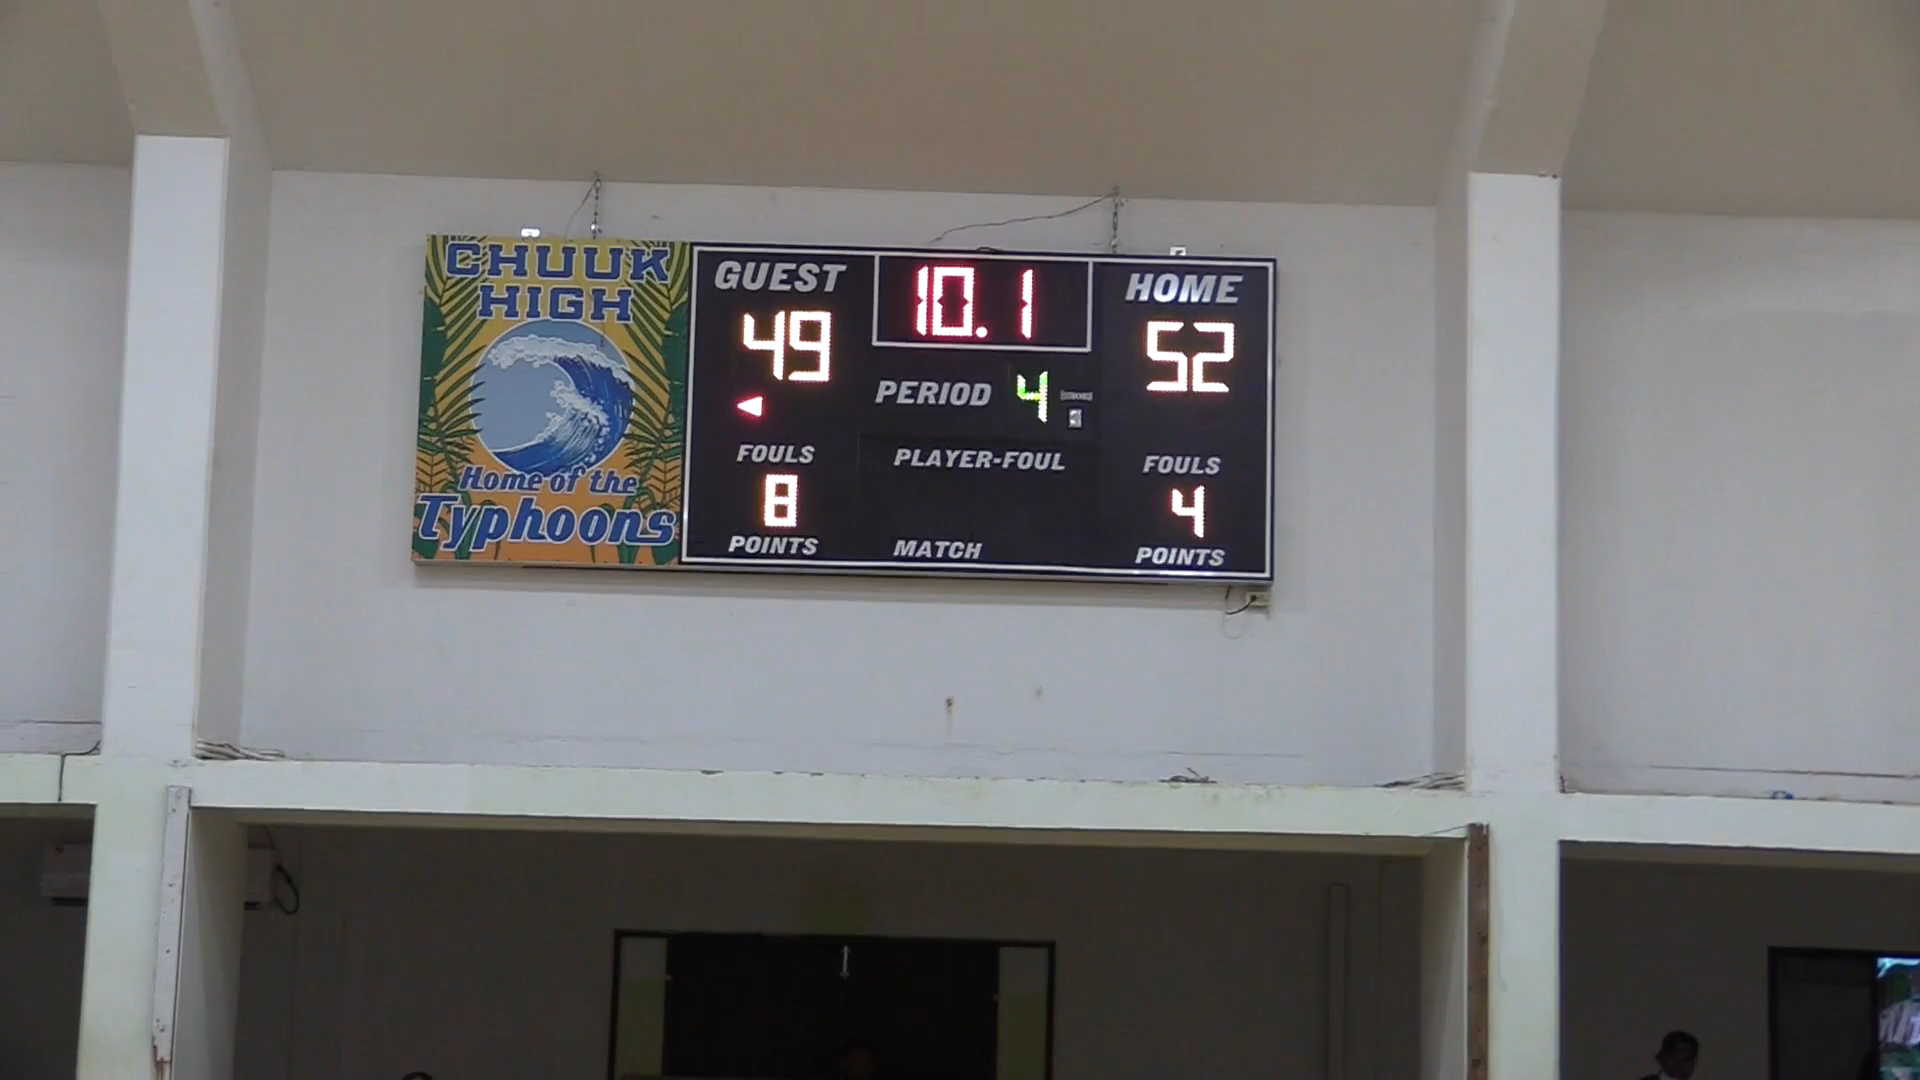 CHUUK
HIGH
Home of the
Typhoons
GUEST
10.1
HOME
49
52
PERIOD 4
FOULS
PLAYER-FOUL
FOULS
8
4
POINTS
MATCH
POINTS